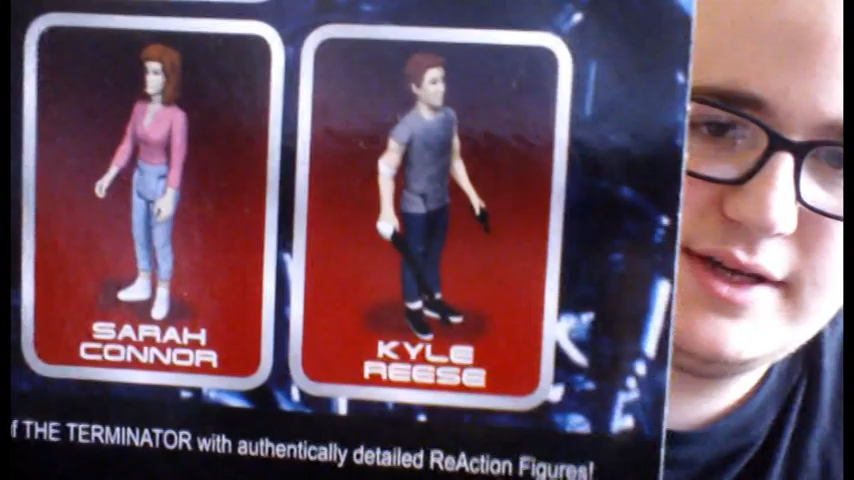 SARAH
CONNOR
KYLE
REESE
f THE TERMINATOR with authentically detailed ReAction Figures!